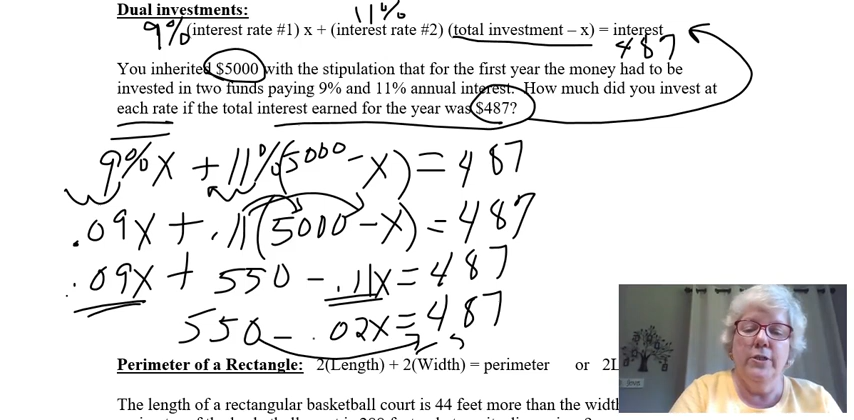 Dual investments:
11%
9% (interest rate #1) x + (interest rate #2) (total investment – x) = interest
487
You inherited $5000 with the stipulation that for the first year the money had to be
invested in two funds paying 9% and 11% annual interest. How much did you invest at
each rate if the total interest earned for the year was $487?
9%x + 11%(5000 - x) = 487
.09x + .11(5000 - x) = 487
.09x + 550 - .11x = 487
550 - .02x = 487
Perimeter of a Rectangle: 2(Length) + 2(Width) = perimeter or 2L
The length of a rectangular basketball court is 44 feet more than the width